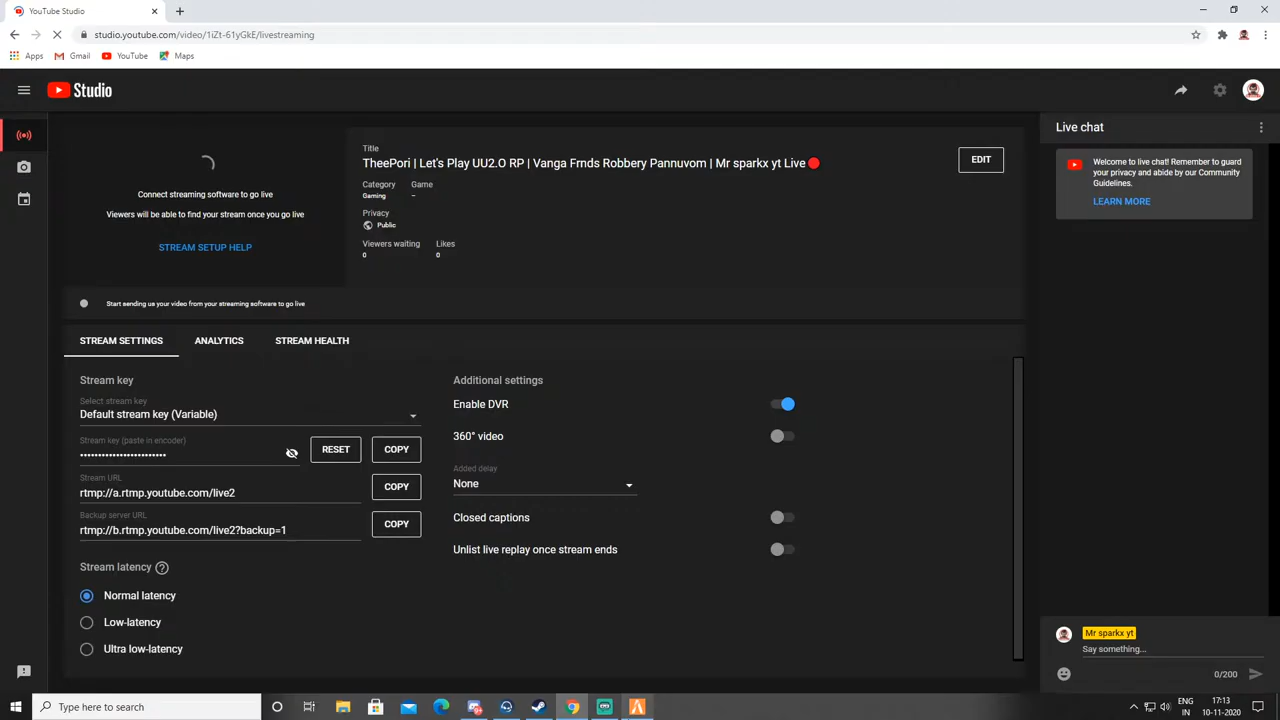 YouTube Studio
studio.youtube.com/video/1iZt-61yGkE/livestreaming
Apps
Gmail
YouTube
Maps
Studio
Connect streaming software to go live
Viewers will be able to find your stream once you go live
STREAM SETUP HELP
Title
TheePori | Let's Play UU2.O RP | Vanga Frnds Robbery Pannuvom | Mr sparkx yt Live
EDIT
Category Game
Gaming –
Privacy
Public
Viewers waiting Likes
0 0
Start sending us your video from your streaming software to go live
STREAM SETTINGS
ANALYTICS
STREAM HEALTH
Stream key
Select stream key
Default stream key (Variable)
Stream key (paste in encoder)
••••••••••••••••••••••••
RESET
COPY
Stream URL
rtmp://a.rtmp.youtube.com/live2
COPY
Backup server URL
rtmp://b.rtmp.youtube.com/live2?backup=1
COPY
Stream latency
Normal latency
Low-latency
Ultra low-latency
Additional settings
Enable DVR
360° video
Added delay
None
Closed captions
Unlist live replay once stream ends
Live chat
Welcome to live chat! Remember to guard
your privacy and abide by our Community
Guidelines.
LEARN MORE
Mr sparkx yt
Say something...
0/200
Type here to search
ENG
IN
17:13
10-11-2020